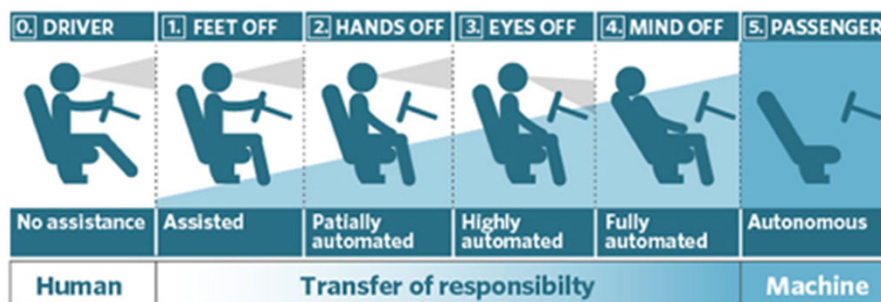 0. DRIVER
1. FEET OFF
2. HANDS OFF
3. EYES OFF
4. MIND OFF
5. PASSENGER
No assistance
Assisted
Patially
automated
Highly
automated
Fully
automated
Autonomous
Human
Transfer of responsibilty
Machine